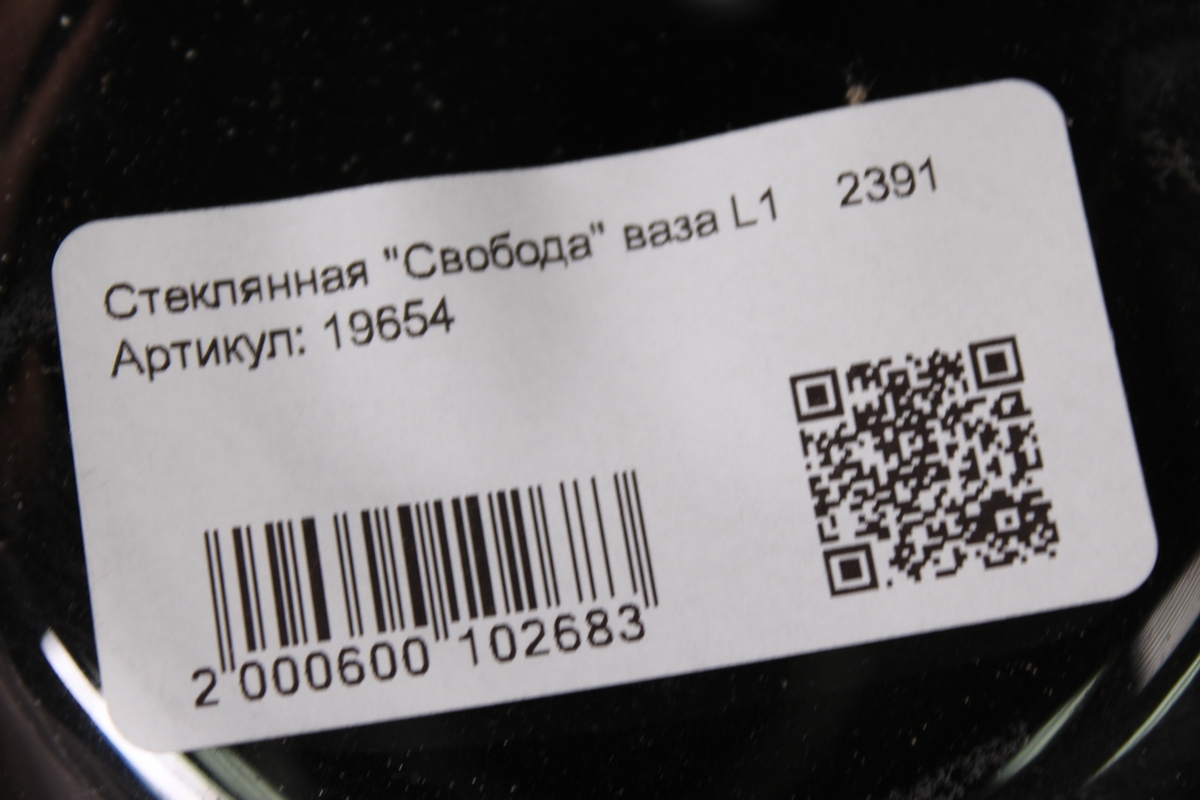 Стеклянная "Свобода" ваза L1 2391
Артикул: 19654
2 000600 102683